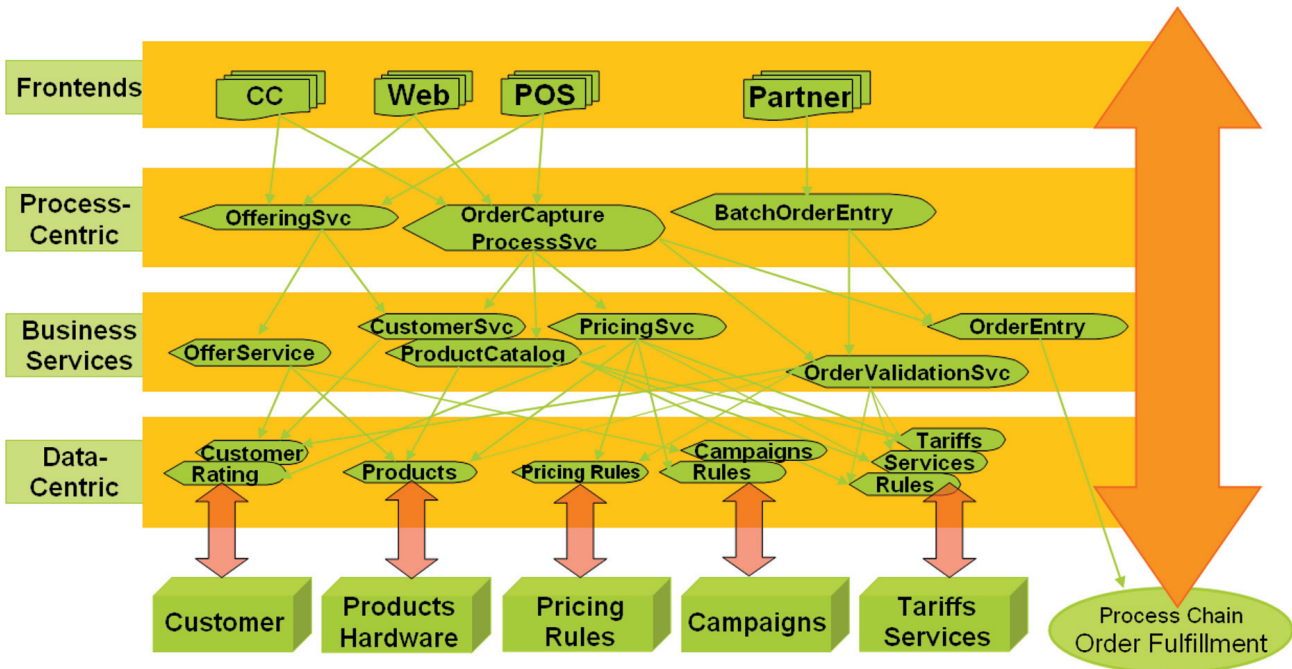 Frontends
CC
Web
POS
Partner
Process-
Centric
OfferingSvc
OrderCapture
ProcessSvc
BatchOrderEntry
Business
Services
CustomerSvc
PricingSvc
OrderEntry
OfferService
ProductCatalog
OrderValidationSvc
Data-
Centric
Customer
Rating
Products
Pricing Rules
Campaigns
Rules
Tariffs
Services
Rules
Customer
Products
Hardware
Pricing
Rules
Campaigns
Tariffs
Services
Process Chain
Order Fulfillment